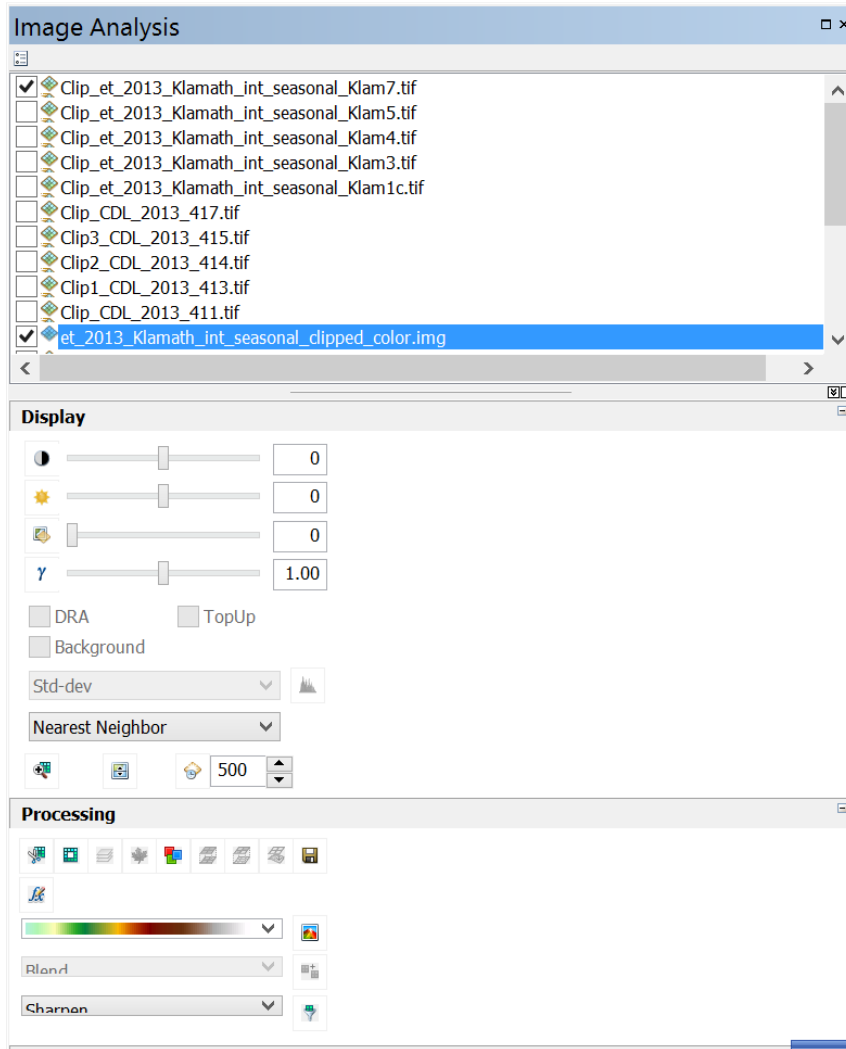 Image Analysis
Clip_et_2013_Klamath_int_seasonal_Klam7.tif
Clip_et_2013_Klamath_int_seasonal_Klam5.tif
Clip_et_2013_Klamath_int_seasonal_Klam4.tif
Clip_et_2013_Klamath_int_seasonal_Klam3.tif
Clip_et_2013_Klamath_int_seasonal_Klam1c.tif
Clip_CDL_2013_417.tif
Clip3_CDL_2013_415.tif
Clip2_CDL_2013_414.tif
Clip1_CDL_2013_413.tif
Clip_CDL_2013_411.tif
et_2013_Klamath_int_seasonal_clipped_color.img
Display
0
0
0
γ 1.00
DRA TopUp
Background
Std-dev
Nearest Neighbor
500
Processing
fx
Blend
Sharpen